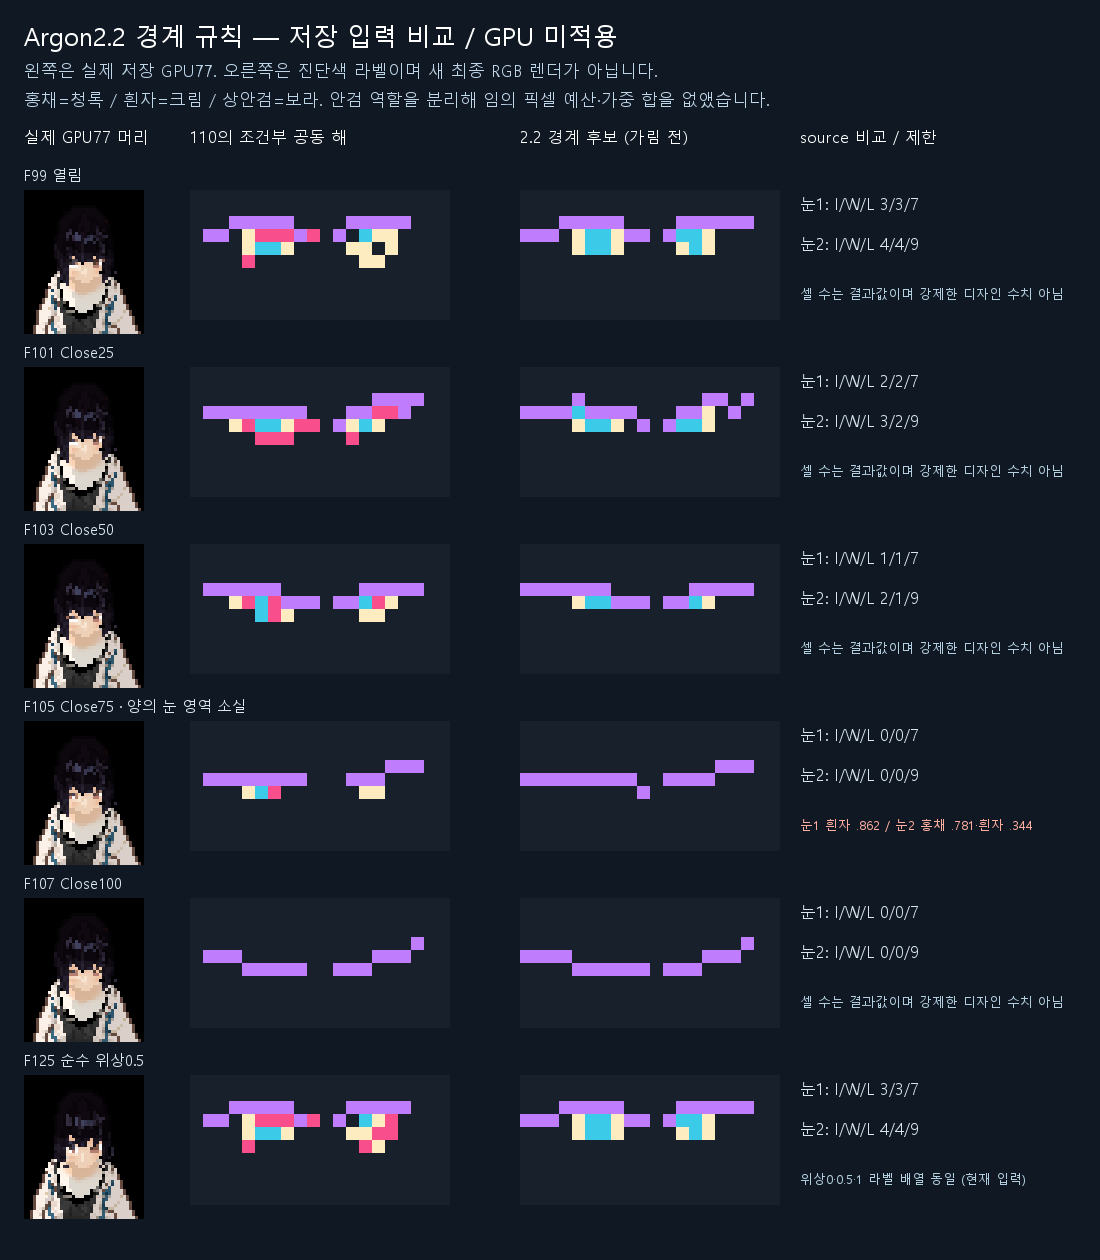 Argon2.2 경계 규칙 — 저장 입력 비교 / GPU 미적용
왼쪽은 실제 저장 GPU77. 오른쪽은 진단색 라벨이며 새 최종 RGB 렌더가 아닙니다.
홍채=청록 / 흰자=크림 / 상안검=보라. 안검 역할을 분리해 임의 픽셀 예산·가중 합을 없앴습니다.
실제 GPU77 머리
110의 조건부 공동 해
2.2 경계 후보 (가림 전)
source 비교 / 제한
F99 열림
눈1: I/W/L 3/3/7
눈2: I/W/L 4/4/9
셀 수는 결과값이며 강제한 디자인 수치 아님
F101 Close25
눈1: I/W/L 2/2/7
눈2: I/W/L 3/2/9
셀 수는 결과값이며 강제한 디자인 수치 아님
F103 Close50
눈1: I/W/L 1/1/7
눈2: I/W/L 2/1/9
셀 수는 결과값이며 강제한 디자인 수치 아님
F105 Close75 · 양의 눈 영역 소실
눈1: I/W/L 0/0/7
눈2: I/W/L 0/0/9
눈1 흰자 .862 / 눈2 홍채 .781·흰자 .344
F107 Close100
눈1: I/W/L 0/0/7
눈2: I/W/L 0/0/9
셀 수는 결과값이며 강제한 디자인 수치 아님
F125 순수 위상0.5
눈1: I/W/L 3/3/7
눈2: I/W/L 4/4/9
위상0·0.5·1 라벨 배열 동일 (현재 입력)